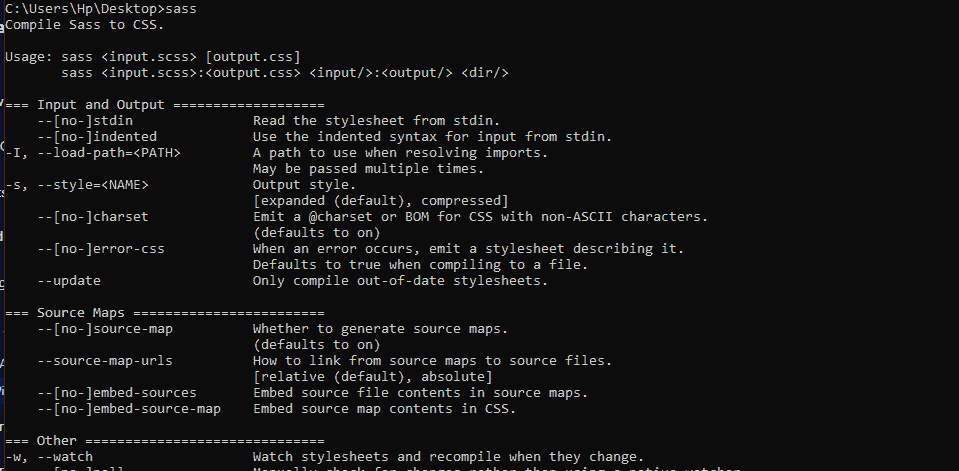 C:\Users\Hp\Desktop>sass
Compile Sass to CSS.
Usage: sass <input.scss> [output.css]
sass <input.scss>:<output.css> <input/>:<output/> <dir/>
=== Input and Output ===================
--[no-]stdin Read the stylesheet from stdin.
--[no-]indented Use the indented syntax for input from stdin.
-I, --load-path=<PATH> A path to use when resolving imports.
May be passed multiple times.
-s, --style=<NAME> Output style.
[expanded (default), compressed]
--[no-]charset Emit a @charset or BOM for CSS with non-ASCII characters.
(defaults to on)
--[no-]error-css When an error occurs, emit a stylesheet describing it.
Defaults to true when compiling to a file.
--update Only compile out-of-date stylesheets.
=== Source Maps ========================
--[no-]source-map Whether to generate source maps.
(defaults to on)
--source-map-urls How to link from source maps to source files.
[relative (default), absolute]
--[no-]embed-sources Embed source file contents in source maps.
--[no-]embed-source-map Embed source map contents in CSS.
=== Other ==============================
-w, --watch Watch stylesheets and recompile when they change.